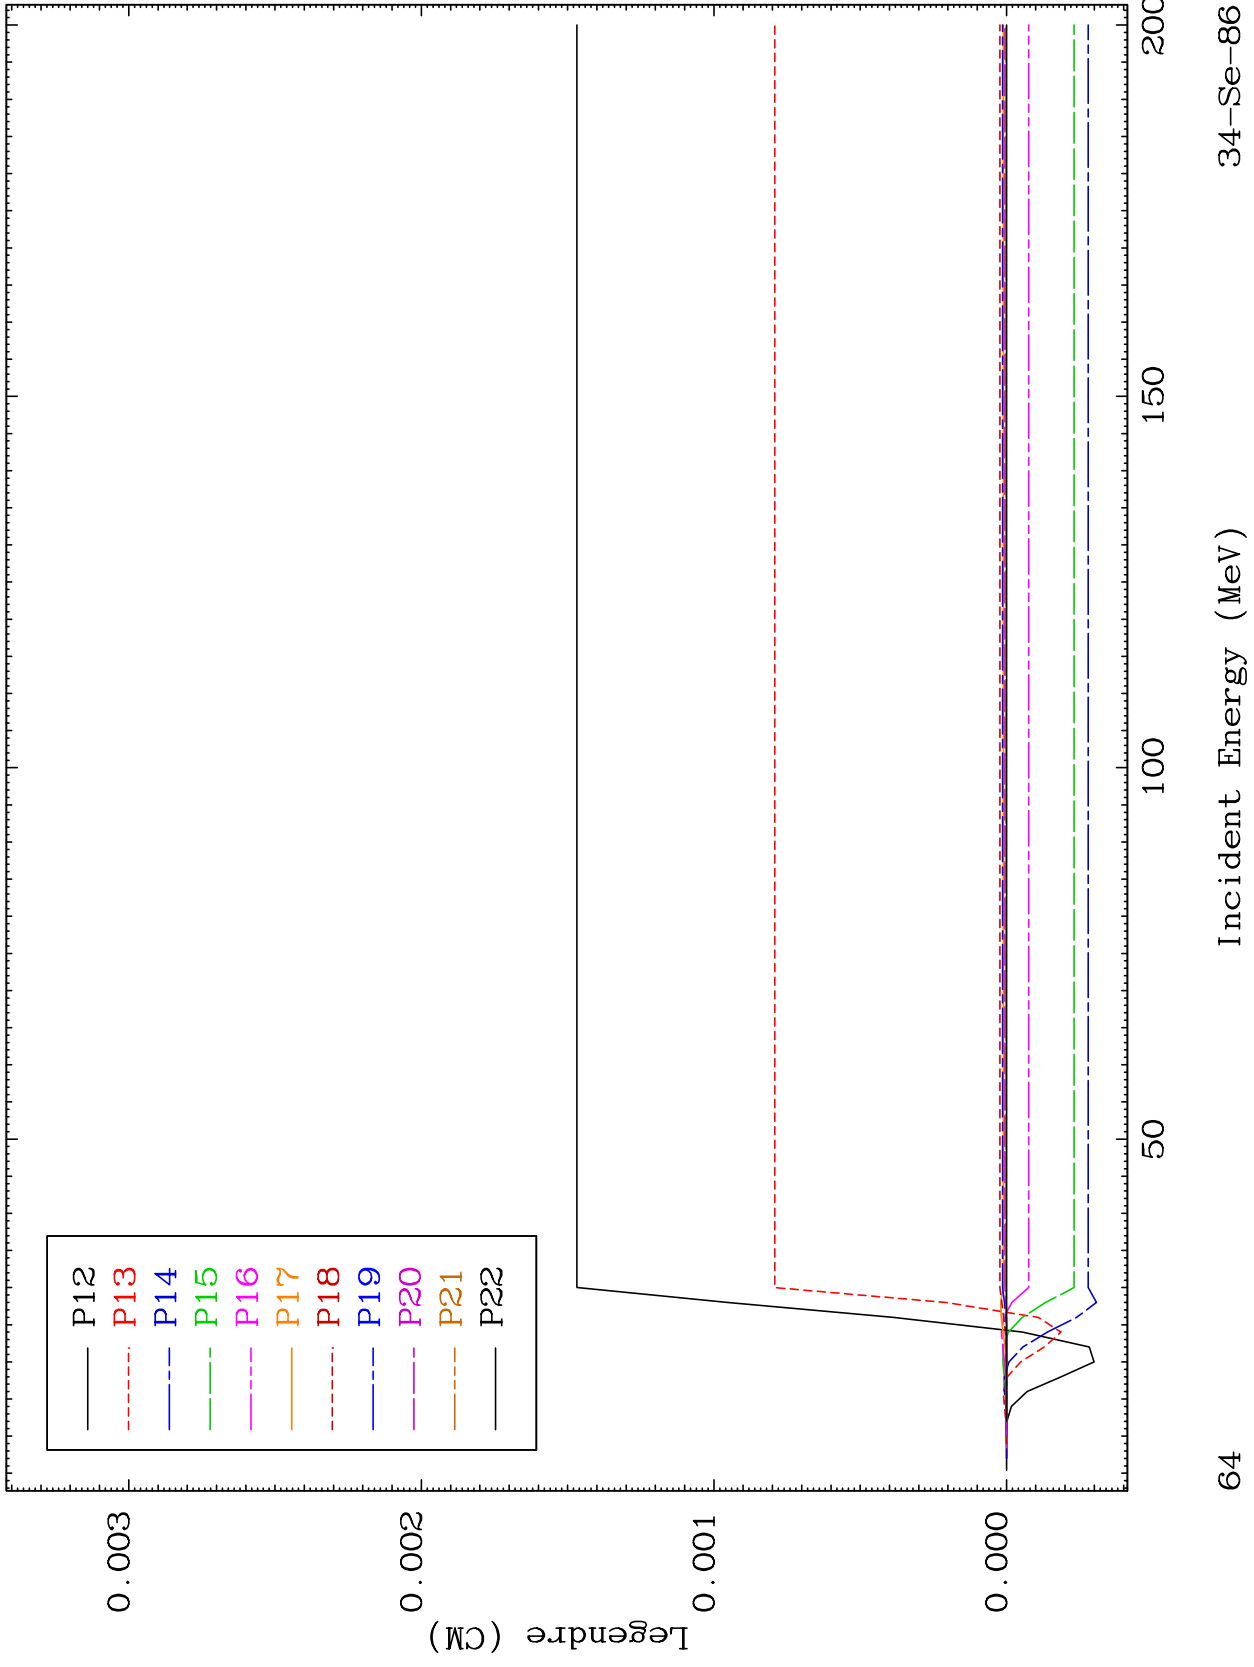 Legendre (CM)
0.003
0.002
0.001
0.000
P12
P13
P14
P15
P16
P17
P18
P19
P20
P21
P22
50
100
150
200
Incident Energy (MeV)
64
34-Se-86